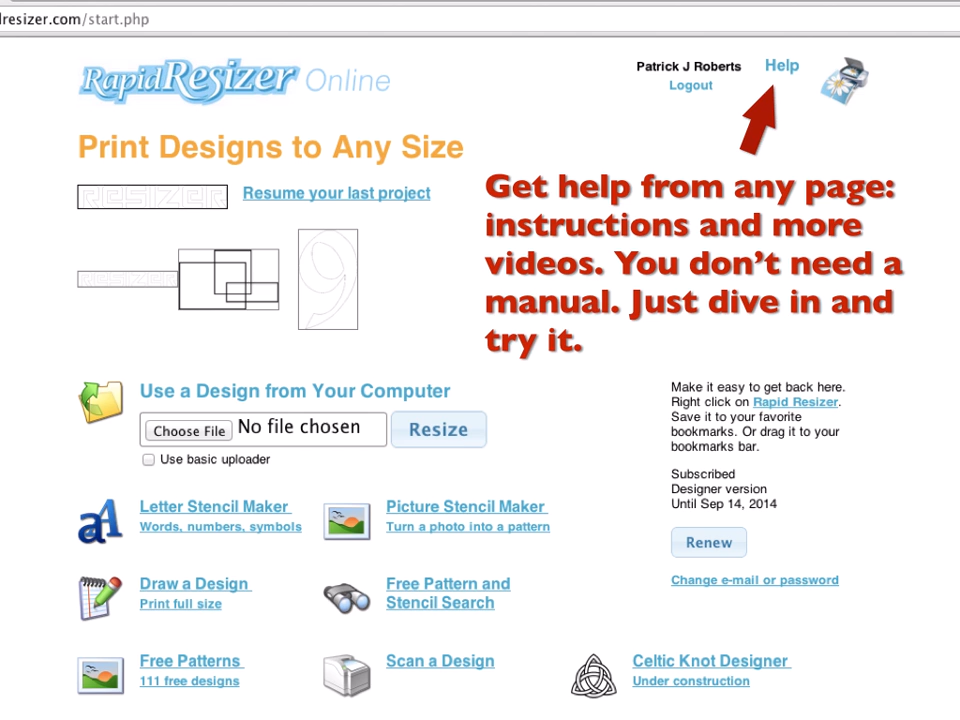 lresizer.com/start.php
RapidResizer Online
Patrick J Roberts
Help
Logout
Print Designs to Any Size
RESIZER
Resume your last project
RESIZER
9
Get help from any page:
instructions and more
videos. You don’t need a
manual. Just dive in and
try it.
Use a Design from Your Computer
Choose File No file chosen
Resize
Use basic uploader
Make it easy to get back here.
Right click on Rapid Resizer.
Save it to your favorite
bookmarks. Or drag it to your
bookmarks bar.
Subscribed
Designer version
Until Sep 14, 2014
Renew
Change e-mail or password
aA
Letter Stencil Maker
Words, numbers, symbols
Picture Stencil Maker
Turn a photo into a pattern
Draw a Design
Print full size
Free Pattern and
Stencil Search
Free Patterns
111 free designs
Scan a Design
Celtic Knot Designer
Under construction